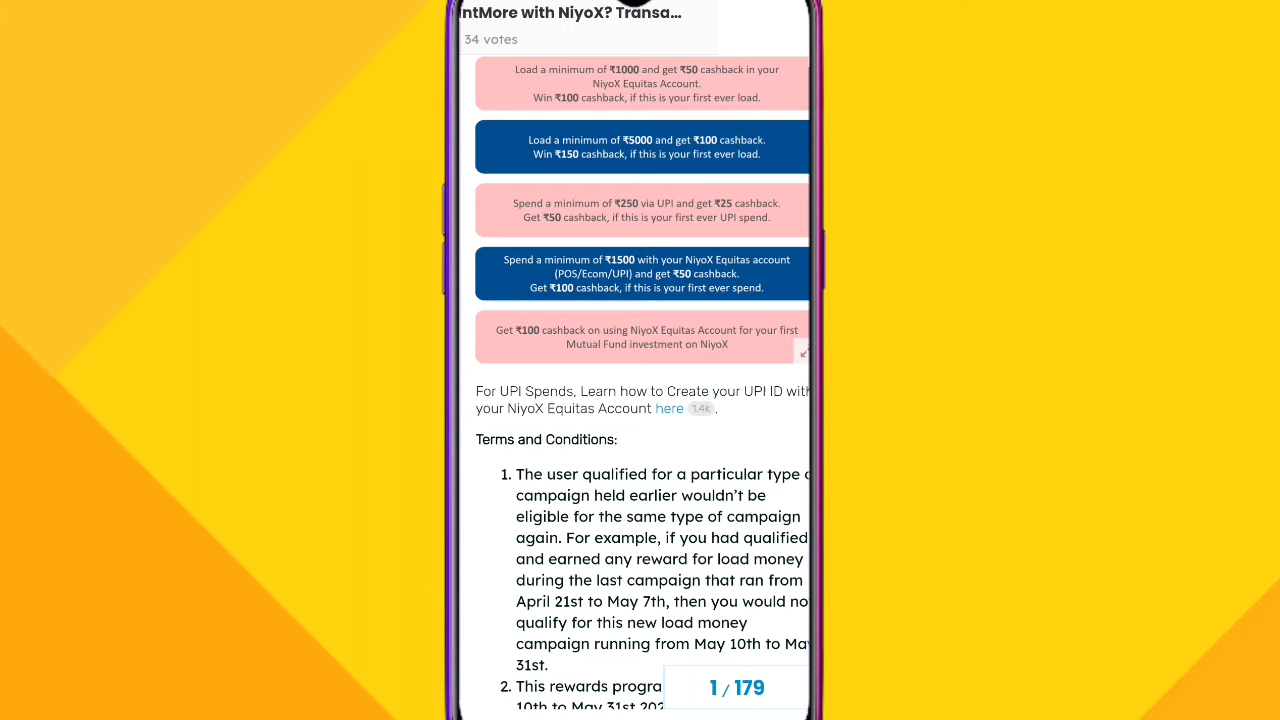 ntMore with NiyoX? Transa...
34 votes
Load a minimum of ₹1000 and get ₹50 cashback in your
NiyoX Equitas Account.
Win ₹100 cashback, if this is your first ever load.
Load a minimum of ₹5000 and get ₹100 cashback.
Win ₹150 cashback, if this is your first ever load.
Spend a minimum of ₹250 via UPI and get ₹25 cashback.
Get ₹50 cashback, if this is your first ever UPI spend.
Spend a minimum of ₹1500 with your NiyoX Equitas account
(POS/Ecom/UPI) and get ₹50 cashback.
Get ₹100 cashback, if this is your first ever spend.
Get ₹100 cashback on using NiyoX Equitas Account for your first
Mutual Fund investment on NiyoX
For UPI Spends, Learn how to Create your UPI ID with
your NiyoX Equitas Account here 1.4k.
Terms and Conditions:
1. The user qualified for a particular type
campaign held earlier wouldn't be
eligible for the same type of campaign
again. For example, if you had qualified
and earned any reward for load money
during the last campaign that ran from
April 21st to May 7th, then you would no
qualify for this new load money
campaign running from May 10th to Ma
31st.
2. This rewards progra
10th to May 31st 202
1 / 179